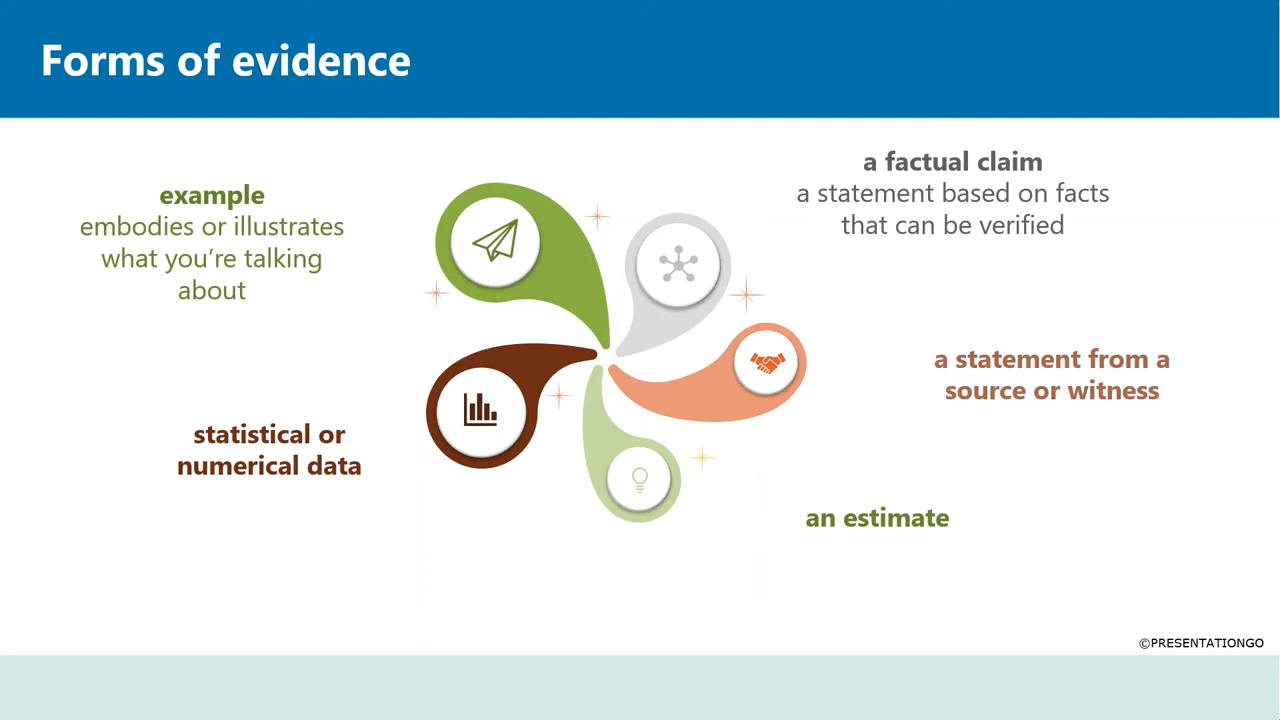 Forms of evidence
example
embodies or illustrates
what you’re talking
about
a factual claim
a statement based on facts
that can be verified
a statement from a
source or witness
statistical or
numerical data
an estimate
©PRESENTATIONGO